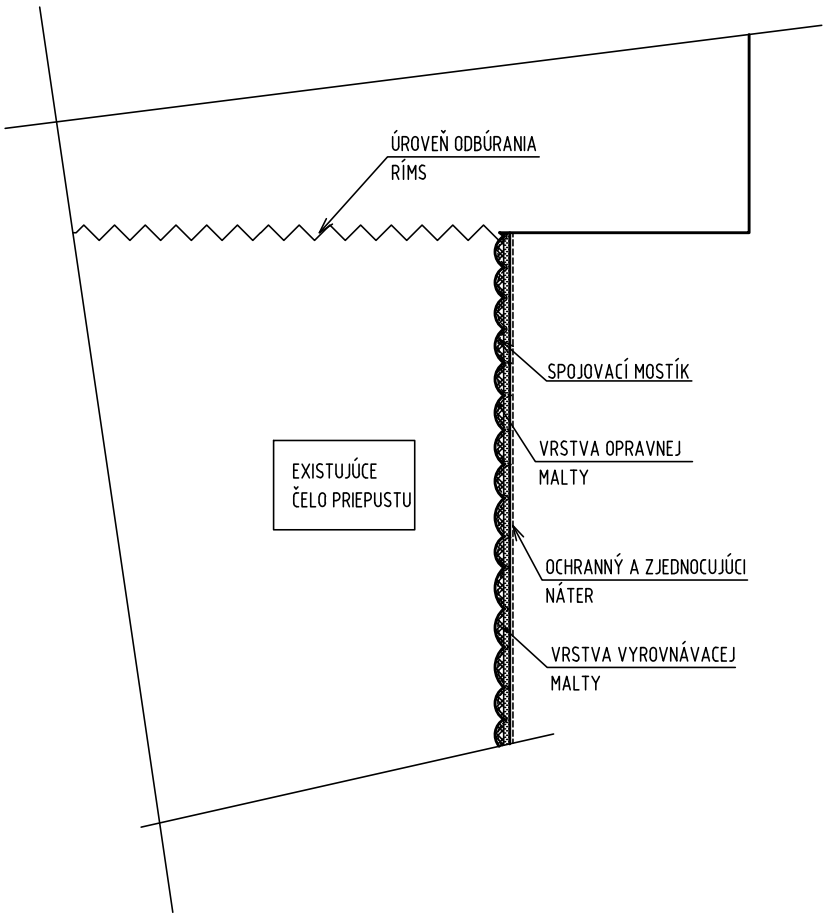 ÚROVEŇ ODBÚRANIA
RÍMS
SPOJOVACÍ MOSTÍK
VRSTVA OPRAVNEJ
MALTY
EXISTUJÚCE
ČELO PRIEPUSTU
OCHRANNÝ A ZJEDNOCUJÚCI
NÁTER
VRSTVA VYROVNÁVACEJ
MALTY